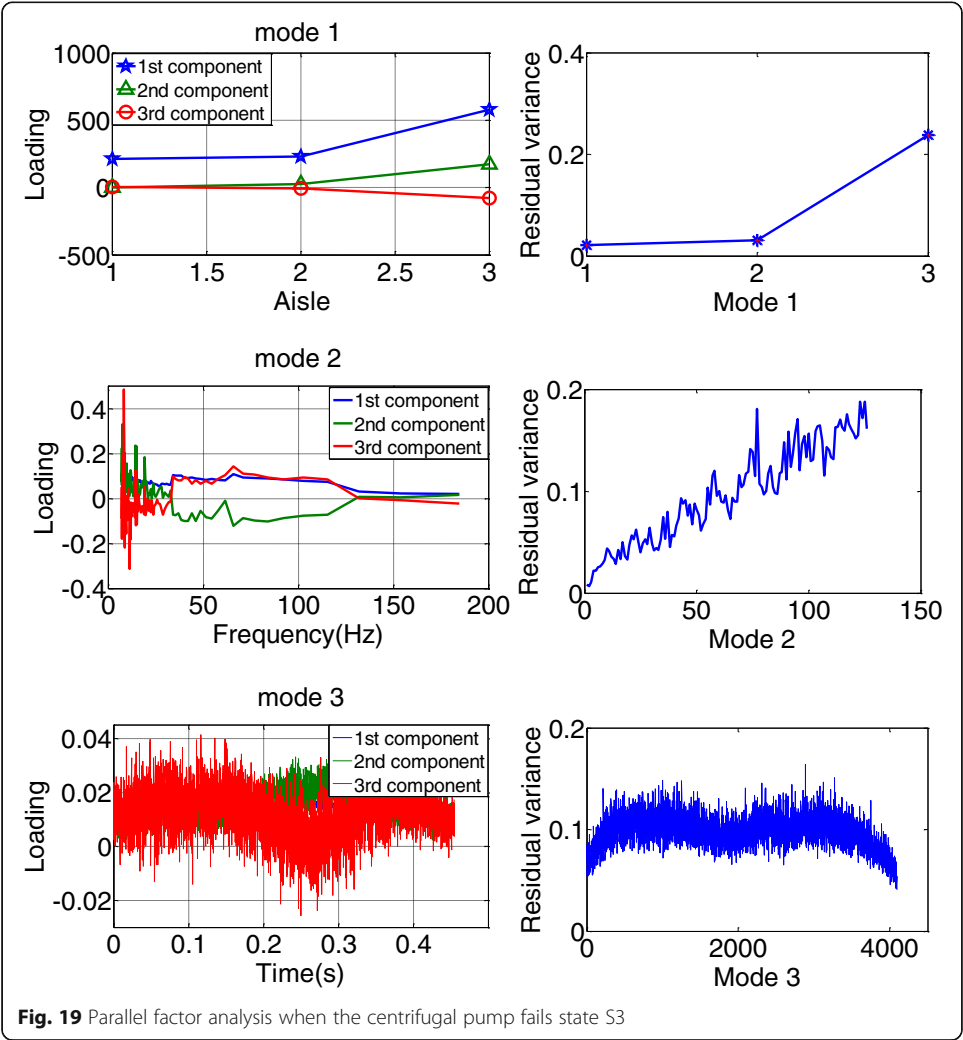 mode 1
1000
500
0
-500
Loading
1st component
2nd component
3rd component
1 1.5 2 2.5 3
Aisle
0.4
0.2
0
Residual variance
1 2 3
Mode 1
mode 2
0.4
0.2
0
-0.2
-0.4
Loading
1st component
2nd component
3rd component
0 50 100 150 200
Frequency(Hz)
0.2
0.1
0
Residual variance
0 50 100 150
Mode 2
mode 3
0.04
0.02
0
-0.02
Loading
1st component
2nd component
3rd component
0 0.1 0.2 0.3 0.4
Time(s)
0.2
0.1
0
Residual variance
0 2000 4000
Mode 3
Fig. 19 Parallel factor analysis when the centrifugal pump fails state S3